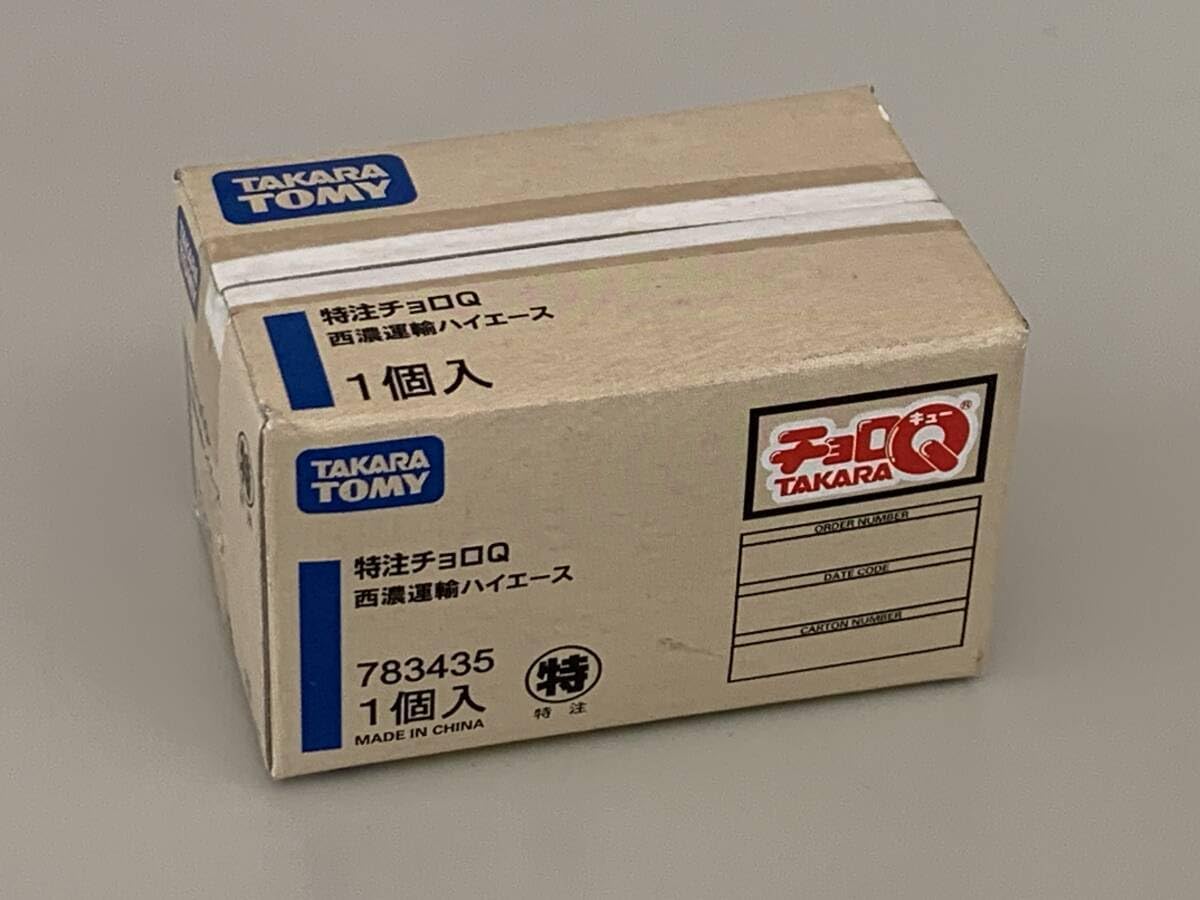 TAKARA
TOMY
特注チョロQ
西濃運輸ハイエース
1個入
TAKARA
TOMY
特注チョロQ
西濃運輸ハイエース
783435
1個入
MADE IN CHINA
特
特注
チョロQ
キュー
®
TAKARA
ORDER NUMBER
DATE CODE
CARTON NUMBER